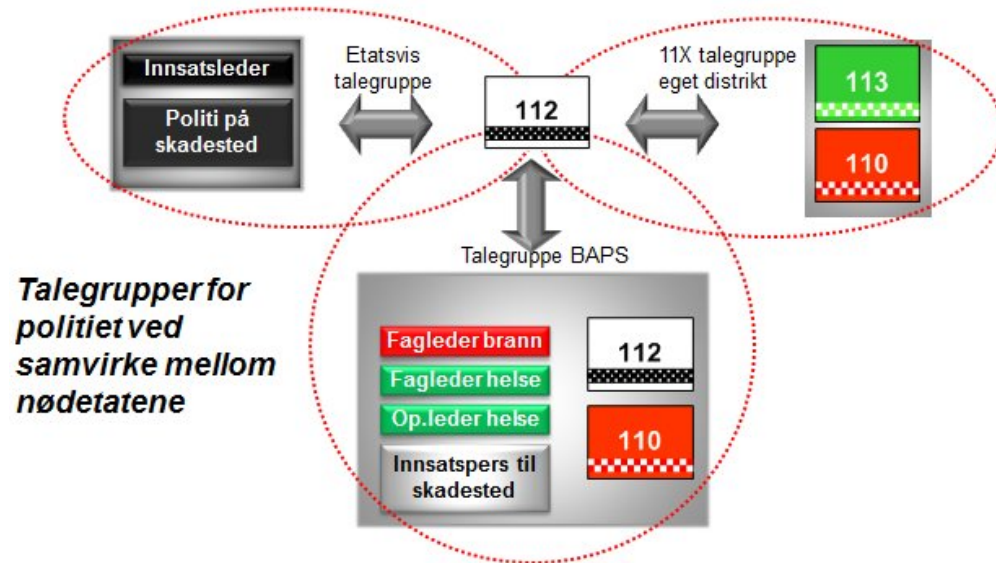 Innsatsleder
Politi på
skadested
Etatsvis
talegruppe
112
11X talegruppe
eget distrikt
113
110
Talegruppe BAPS
Talegrupper for
politiet ved
samvirke mellom
nødetatene
Fagleder brann
Fagleder helse
Op.leder helse
Innsatspers til
skadested
112
110